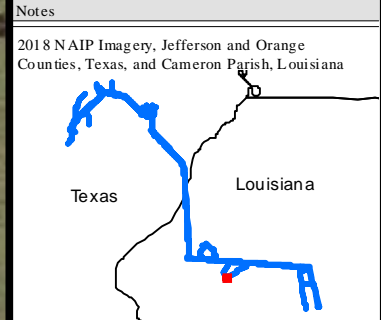 Notes
2018 NAIP Imagery, Jefferson and Orange
Counties, Texas, and Cameron Parish, Louisiana
Louisiana
Texas